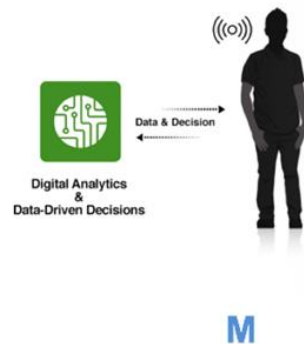 Data & Decision
Digital Analytics
&
Data-Driven Decisions
M